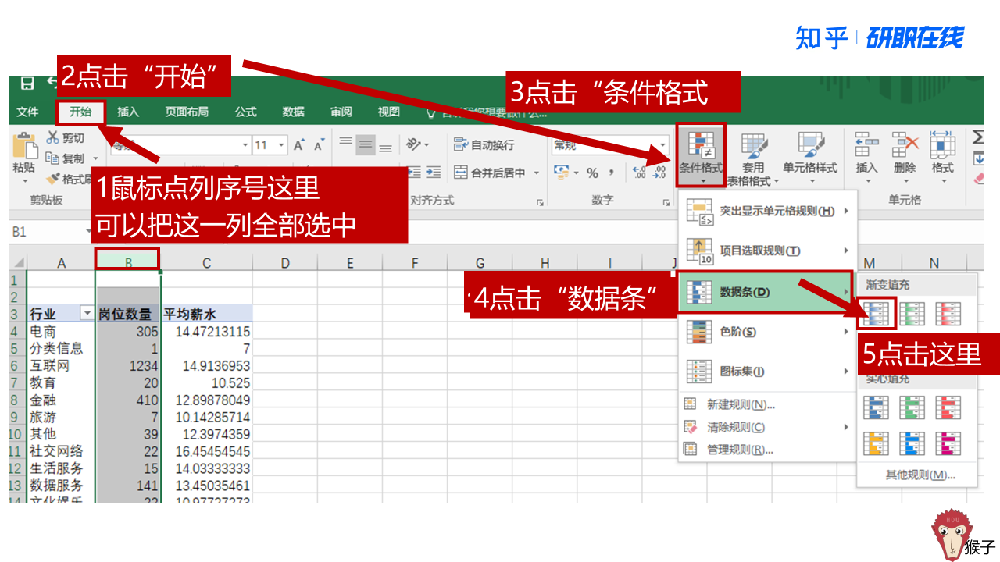 知乎 | 研职在线
2点击“开始”
3点击“条件格式
文件 开始 插入 页面布局 公式 数据 审阅 视图
剪切
复制
粘贴
剪贴板
11
自动换行
合并后居中
对齐方式
常规
%
数字
条件格式
套用
表格格式
单元格样式
插入 删除 格式
单元格
1鼠标点列序号这里
可以把这一列全部选中
B1
A B C D E F G H I J M N
1
2
3 行业 岗位数量 平均薪水
4 电商 305 14.47213115
5 分类信息 1 7
6 互联网 1234 14.9136953
7 教育 20 10.525
8 金融 410 12.89878049
9 旅游 7 10.14285714
10 其他 39 12.3974359
11 社交网络 22 16.45454545
12 生活服务 15 14.03333333
13 数据服务 141 13.45035461
14 文化娱乐 22 10.97727273
突出显示单元格规则(H)
项目选取规则(T)
数据条(D)
色阶(S)
图标集(I)
新建规则(N)...
清除规则(C)
管理规则(R)...
4点击“数据条”
渐变填充
5点击这里
实心填充
其他规则(M)...
HOU
猴子